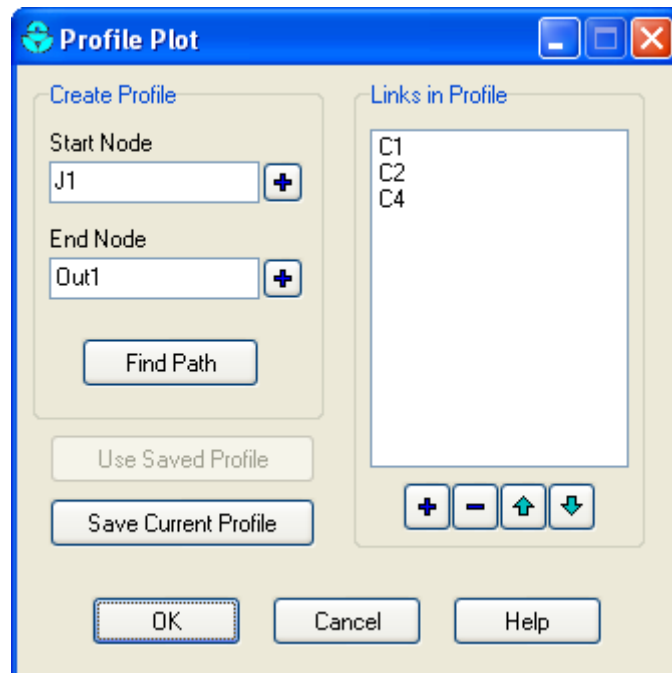 Profile Plot
Create Profile
Start Node
J1
End Node
Out1
Find Path
Use Saved Profile
Save Current Profile
Links in Profile
C1
C2
C4
OK
Cancel
Help